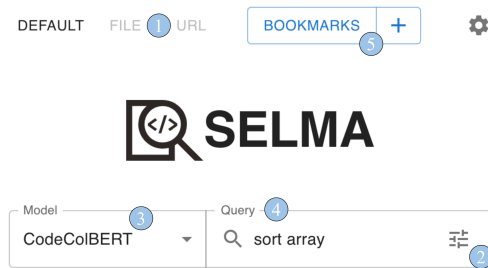 DEFAULT FILE 1 URL BOOKMARKS + 5
</> SELMA
Model 3 Query 4
CodeColBERT sort array 2